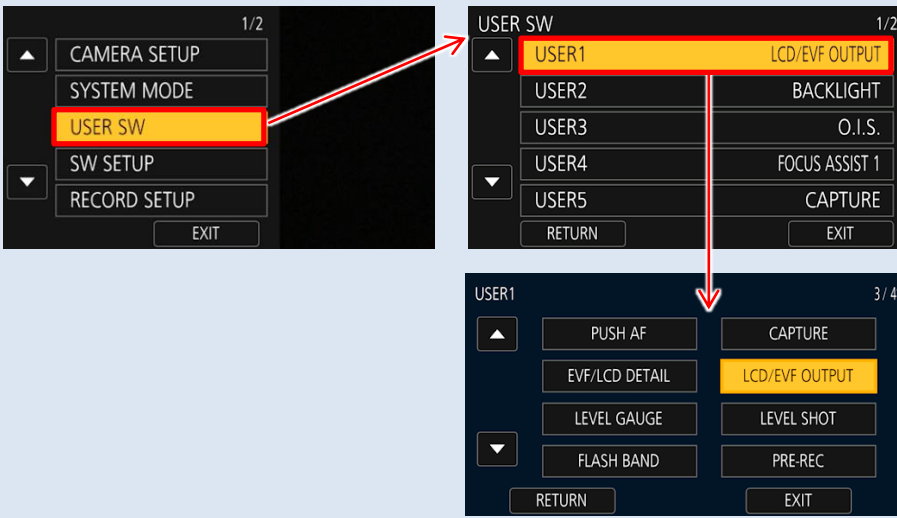 1/2
CAMERA SETUP
SYSTEM MODE
USER SW
SW SETUP
RECORD SETUP
EXIT
USER SW 1/2
USER1 LCD/EVF OUTPUT
USER2 BACKLIGHT
USER3 O.I.S.
USER4 FOCUS ASSIST 1
USER5 CAPTURE
RETURN EXIT
USER1 3/4
PUSH AF CAPTURE
EVF/LCD DETAIL LCD/EVF OUTPUT
LEVEL GAUGE LEVEL SHOT
FLASH BAND PRE-REC
RETURN EXIT